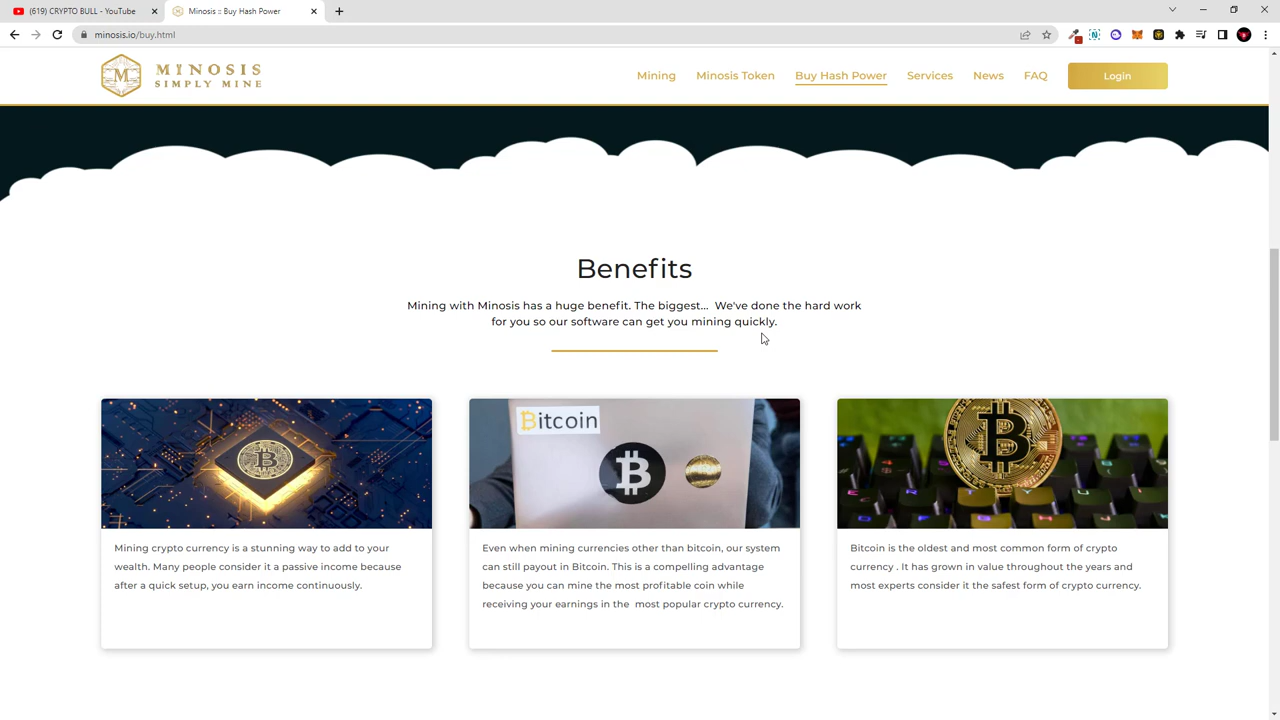 (619) CRYPTO BULL - YouTube
Minosis :: Buy Hash Power
minosis.io/buy.html
M
MINOSIS
SIMPLY MINE
Mining
Minosis Token
Buy Hash Power
Services
News
FAQ
Login
Benefits
Mining with Minosis has a huge benefit. The biggest... We've done the hard work
for you so our software can get you mining quickly.
Bitcoin
Mining crypto currency is a stunning way to add to your
wealth. Many people consider it a passive income because
after a quick setup, you earn income continuously.
Even when mining currencies other than bitcoin, our system
can still payout in Bitcoin. This is a compelling advantage
because you can mine the most profitable coin while
receiving your earnings in the most popular crypto currency.
E R T Y
G H J
Bitcoin is the oldest and most common form of crypto
currency . It has grown in value throughout the years and
most experts consider it the safest form of crypto currency.